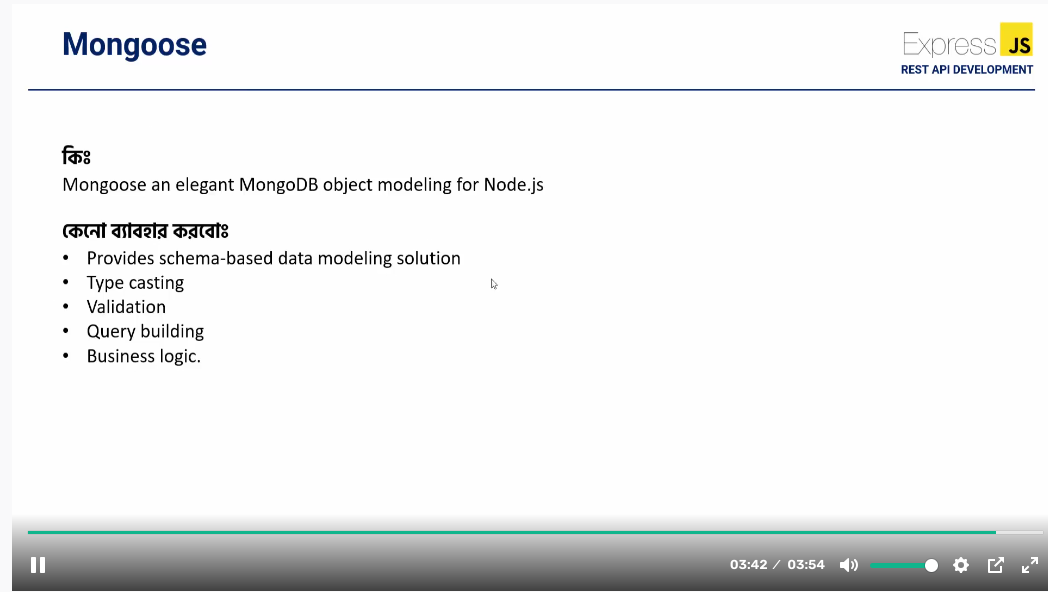 Mongoose
Express JS
REST API DEVELOPMENT
কিঃ
Mongoose an elegant MongoDB object modeling for Node.js
কেনো ব্যাবহার করবোঃ
• Provides schema-based data modeling solution
• Type casting
• Validation
• Query building
• Business logic.
03:42 / 03:54